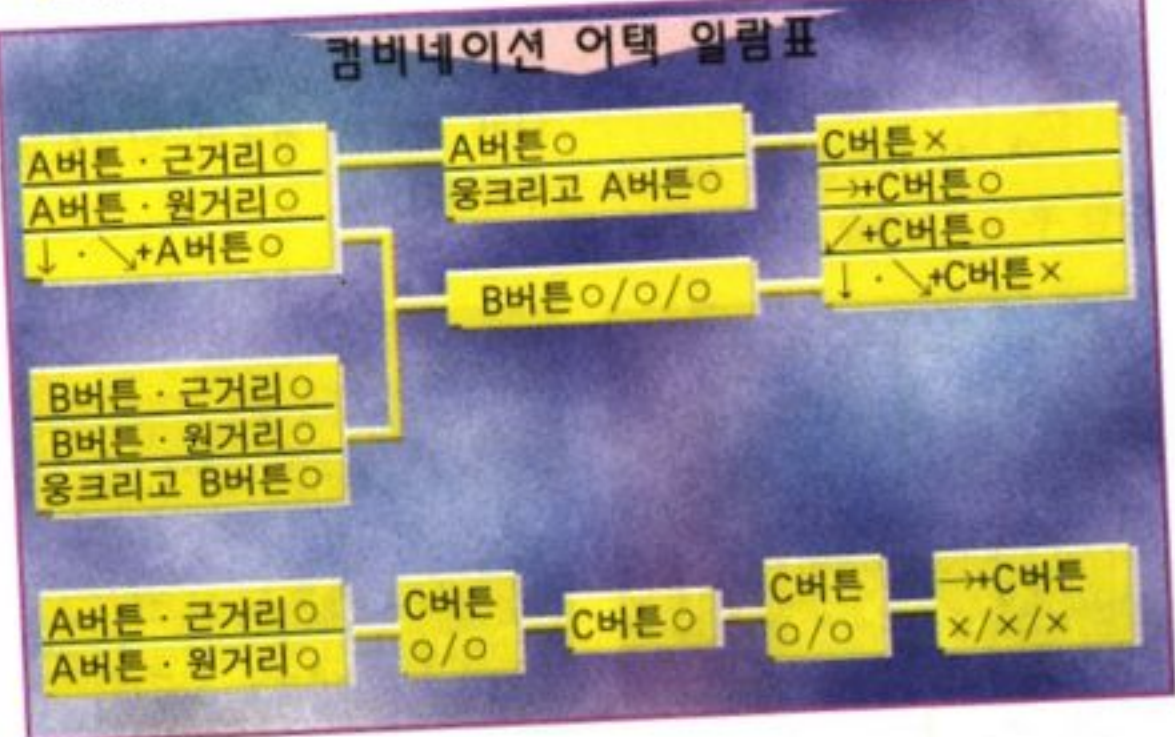 컴비네이션 어택 일람표
A버튼 · 근거리○
A버튼 · 원거리○
↓ · ↘+A버튼○
A버튼○
웅크리고 A버튼○
C버튼×
→+C버튼○
↙+C버튼○
↓ · ↘+C버튼×
B버튼○/○/○
B버튼 · 근거리○
B버튼 · 원거리○
웅크리고 B버튼○
A버튼 · 근거리○
A버튼 · 원거리○
C버튼
○/○
C버튼○
C버튼
○/○
→+C버튼
×/×/×